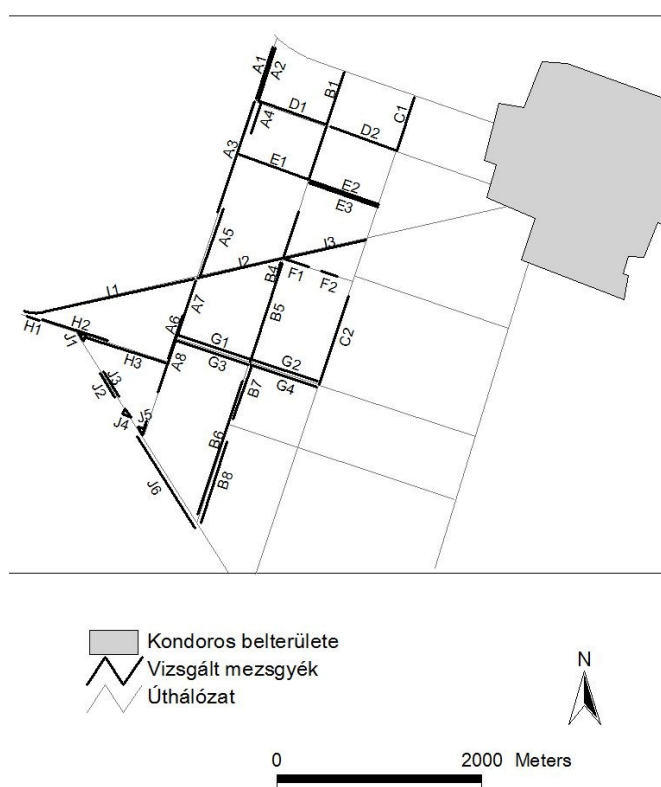 A1
A2
B1
C1
D1
A4
D2
A3
E1
E2
E3
A5
I3
I2
B4
F1
F2
I1
A7
B5
H1
H2
A6
G1
C2
J1
G3
G2
H3
A8
G4
J3
J2
B7
J4
J5
B6
B8
J6
Kondoros belterülete
Vizsgált mezsgyék
Úthálózat
N
0 2000 Meters